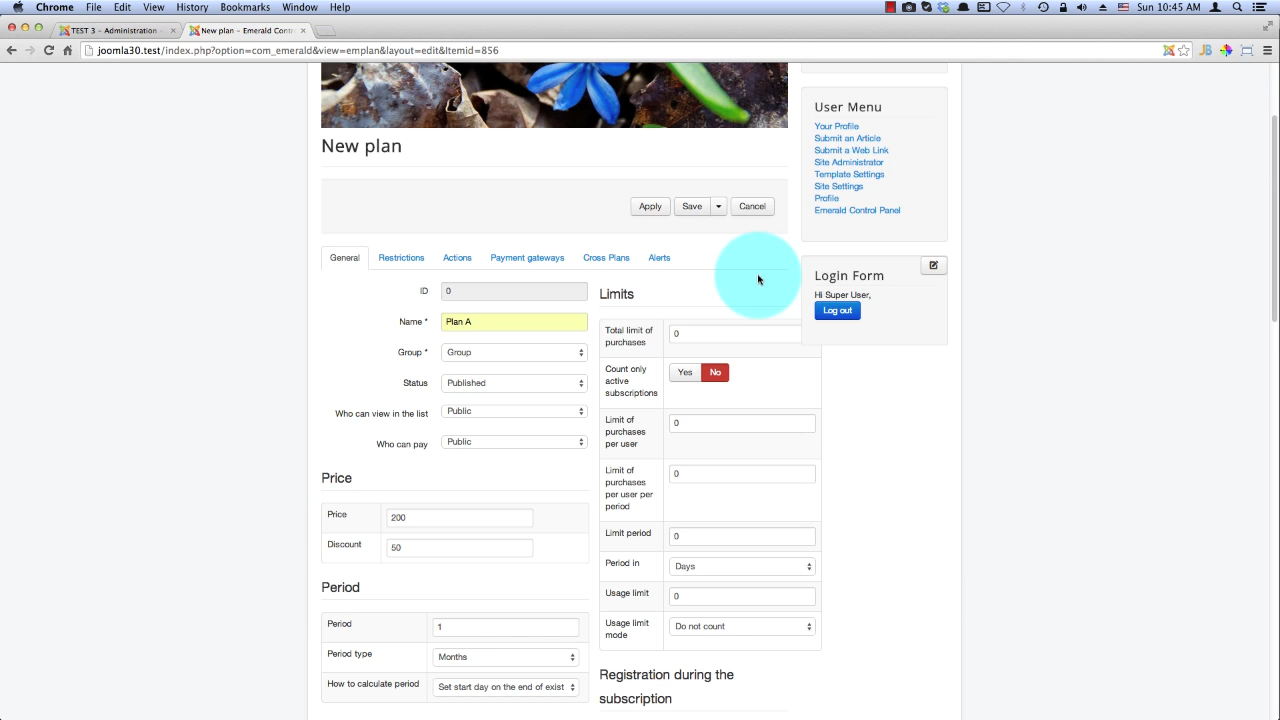 Chrome File Edit View History Bookmarks Window Help Sun 10:45 AM
TEST 3 - Administration - New plan - Emerald Cont
joomla30.test/index.php?option=com_emerald&view=emplan&layout=edit&Itemid=856
User Menu
Your Profile
Submit an Article
Submit a Web Link
Site Administrator
Template Settings
Site Settings
Profile
Emerald Control Panel
New plan
Apply Save Cancel
General Restrictions Actions Payment gateways Cross Plans Alerts
Login Form
Hi Super User,
Log out
ID 0
Name * Plan A
Group * Group
Status Published
Who can view in the list Public
Who can pay Public
Price
Price 200
Discount 50
Period
Period 1
Period type Months
How to calculate period Set start day on the end of exist
Limits
Total limit of
purchases 0
Count only
active
subscriptions Yes No
Limit of
purchases
per user 0
Limit of
purchases
per user per
period 0
Limit period 0
Period in Days
Usage limit 0
Usage limit
mode Do not count
Registration during the
subscription